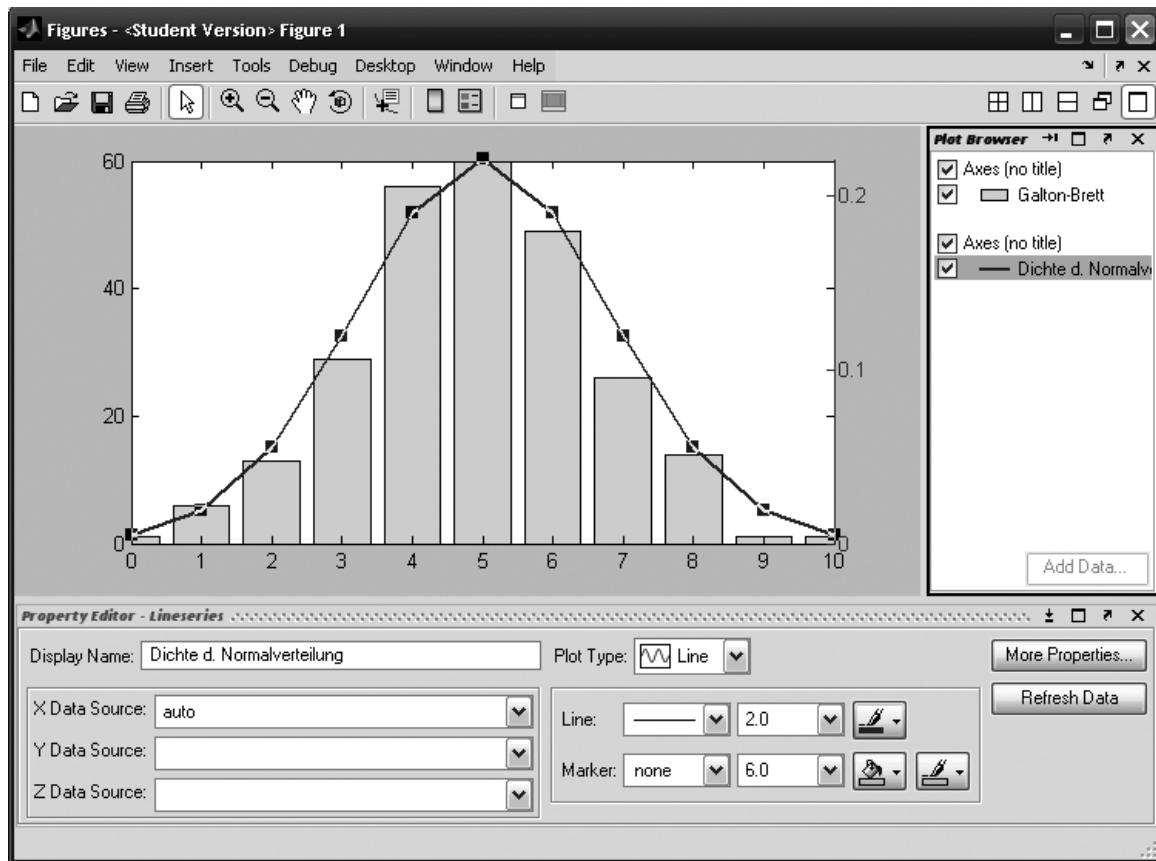 Figures - <Student Version> Figure 1
File Edit View Insert Tools Debug Desktop Window Help
Plot Browser
Axes (no title)
Galton-Brett
Axes (no title)
Dichte d. Normalv
Add Data...
60
40
20
0
0.2
0.1
0
0 1 2 3 4 5 6 7 8 9 10
Property Editor - Lineseries
Display Name: Dichte d. Normalverteilung
Plot Type: Line
More Properties...
X Data Source: auto
Y Data Source:
Z Data Source:
Line: 2.0
Marker: none 6.0
Refresh Data